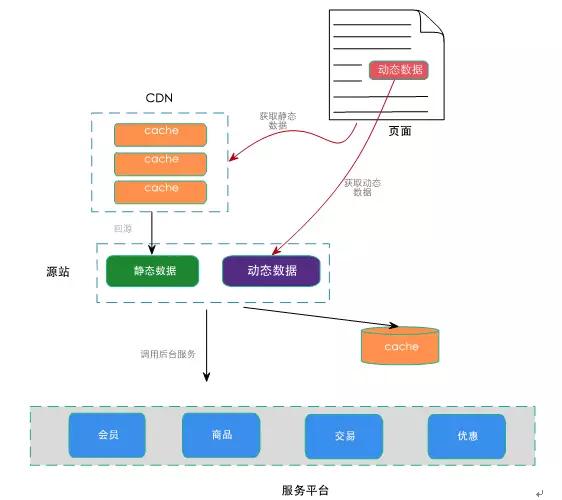 动态数据
页面
CDN
获取静态
数据
cache
cache
cache
获取动态
数据
回源
源站
静态数据
动态数据
cache
调用后台服务
会员
商品
交易
优惠
服务平台